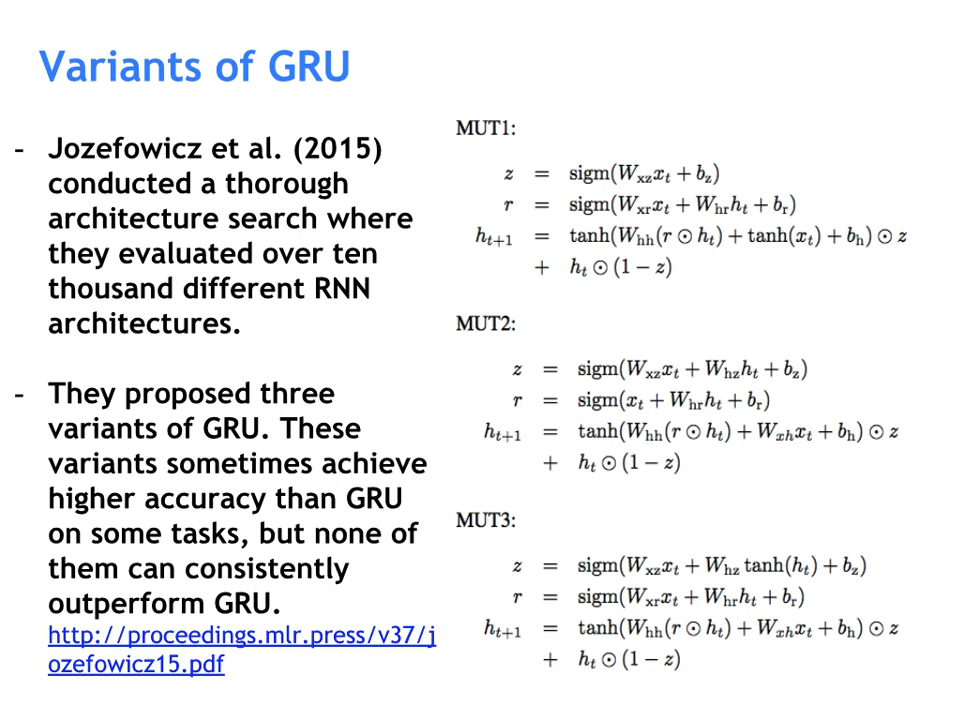 Variants of GRU
- Jozefowicz et al. (2015)
conducted a thorough
architecture search where
they evaluated over ten
thousand different RNN
architectures.
- They proposed three
variants of GRU. These
variants sometimes achieve
higher accuracy than GRU
on some tasks, but none of
them can consistently
outperform GRU.
http://proceedings.mlr.press/v37/j
ozefowicz15.pdf
MUT1:
z = sigm(W_xz x_t + b_z)
r = sigm(W_xr x_t + W_hr h_t + b_r)
h_{t+1} = tanh(W_hh(r ⊙ h_t) + tanh(x_t) + b_h) ⊙ z
+ h_t ⊙ (1 − z)
MUT2:
z = sigm(W_xz x_t + W_hz h_t + b_z)
r = sigm(x_t + W_hr h_t + b_r)
h_{t+1} = tanh(W_hh(r ⊙ h_t) + W_xh x_t + b_h) ⊙ z
+ h_t ⊙ (1 − z)
MUT3:
z = sigm(W_xz x_t + W_hz tanh(h_t) + b_z)
r = sigm(W_xr x_t + W_hr h_t + b_r)
h_{t+1} = tanh(W_hh(r ⊙ h_t) + W_xh x_t + b_h) ⊙ z
+ h_t ⊙ (1 − z)